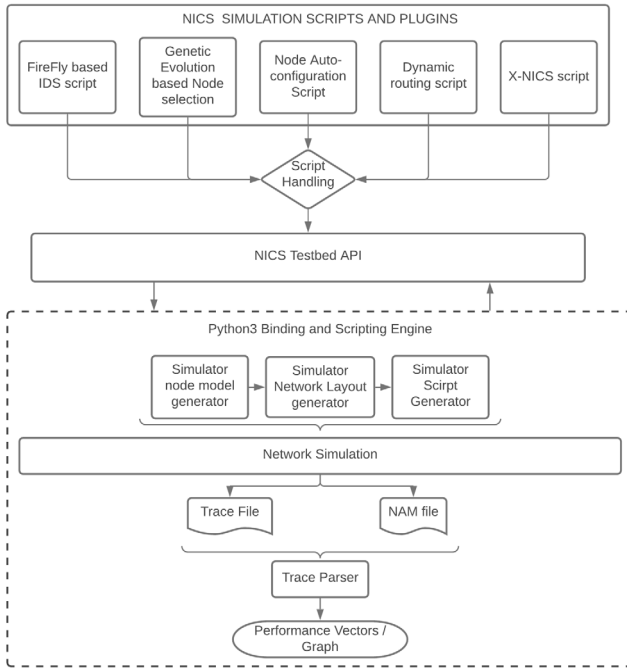 NICS  SIMULATION SCRIPTS AND PLUGINS
FireFly based
IDS script
Genetic
Evolution
based Node
selection
Node Auto-
configuration
Script
Dynamic
routing script
X-NICS script
Script
Handling
NICS Testbed API
Python3 Binding and Scripting Engine
Simulator
node model
generator
Simulator
Network Layout
generator
Simulator
Scirpt
Generator
Network Simulation
Trace File
NAM file
Trace Parser
Performance Vectors /
Graph